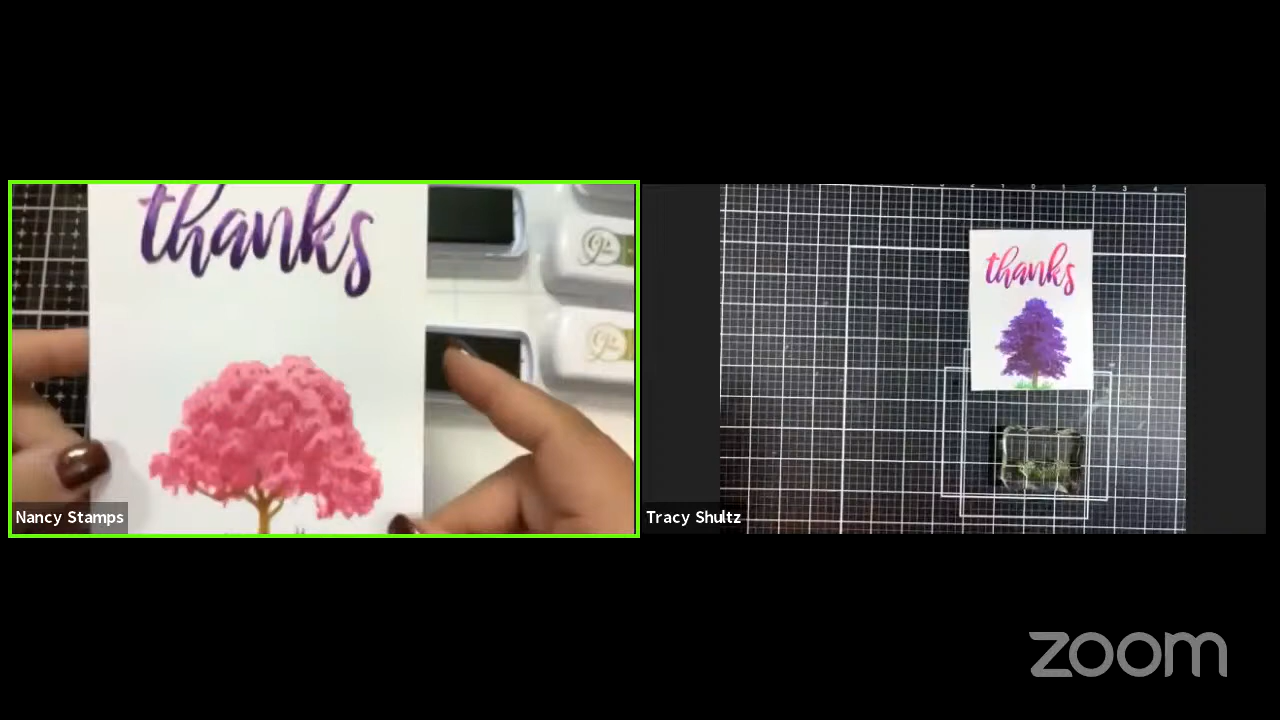 thanks
Nancy Stamps
thanks
Tracy Shultz
zoom